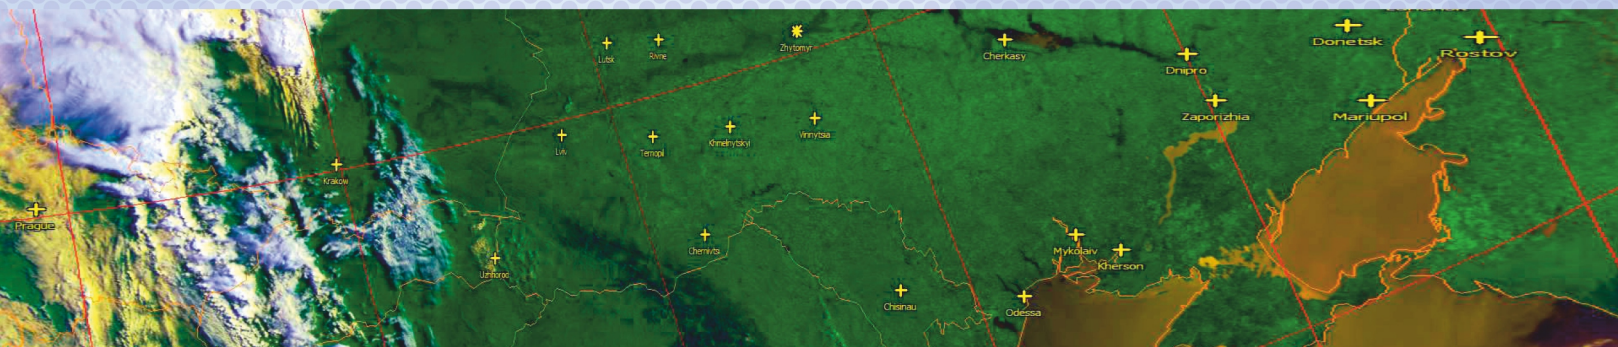 Donetsk
Rostov
Lutsk
Rivne
Zhytomyr
Cherkasy
Dnipro
Zaporizhia
Mariupol
Lviv
Ternopil
Khmelnytskyi
Vinnytsia
Krakow
Prague
Chernivtsi
Mykolaiv
Kherson
Uzhhorod
Chisinau
Odessa